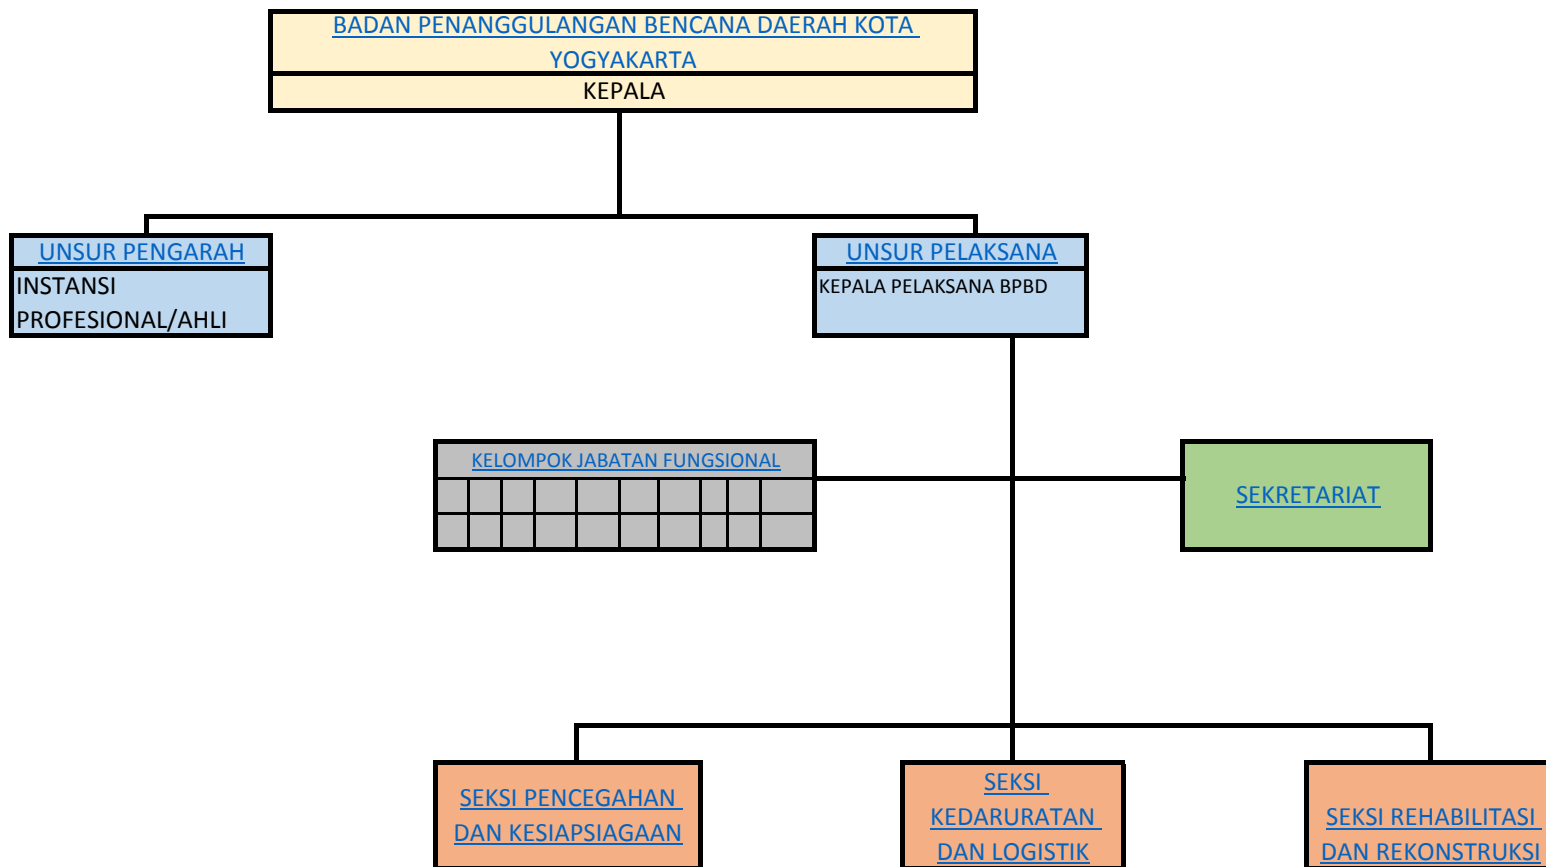 BADAN PENANGGULANGAN BENCANA DAERAH KOTA
YOGYAKARTA
KEPALA
UNSUR PENGARAH
INSTANSI
PROFESIONAL/AHLI
UNSUR PELAKSANA
KEPALA PELAKSANA BPBD
KELOMPOK JABATAN FUNGSIONAL
SEKRETARIAT
SEKSI PENCEGAHAN
DAN KESIAPSIAGAAN
SEKSI
KEDARURATAN
DAN LOGISTIK
SEKSI REHABILITASI
DAN REKONSTRUKSI